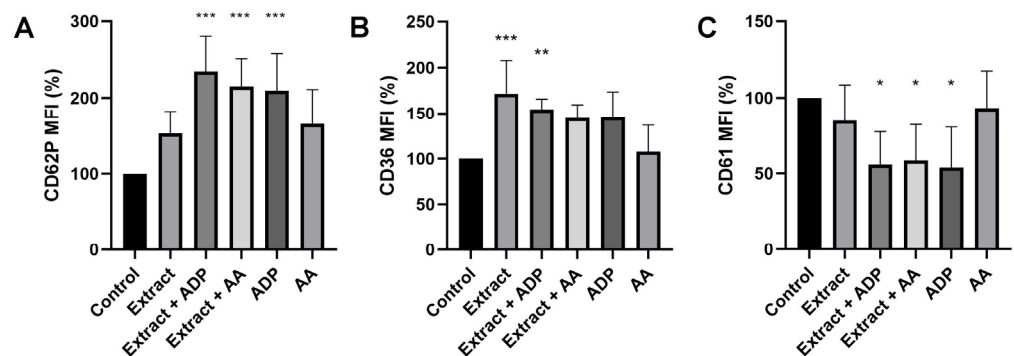 A
CD62P MFI (%)
300
200
100
0
***
***
***
Control
Extract
Extract + ADP
Extract + AA
ADP
AA
B
CD36 MFI (%)
250
200
150
100
50
0
***
**
Control
Extract
Extract + ADP
Extract + AA
ADP
AA
C
CD61 MFI (%)
150
100
50
0
*
*
*
Control
Extract
Extract + ADP
Extract + AA
ADP
AA